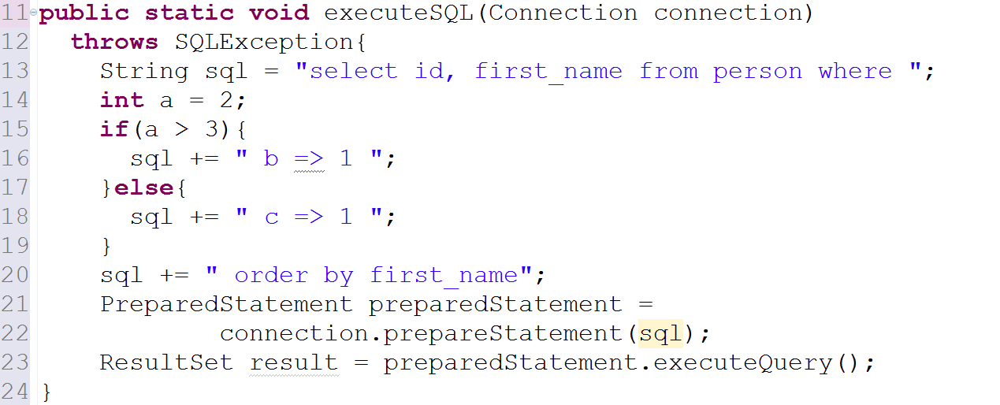 11 public static void executeSQL(Connection connection)
12   throws SQLException{
13     String sql = "select id, first_name from person where ";
14     int a = 2;
15     if(a > 3){
16       sql += " b => 1 ";
17     }else{
18       sql += " c => 1 ";
19     }
20     sql += " order by first_name";
21     PreparedStatement preparedStatement =
22             connection.prepareStatement(sql);
23     ResultSet result = preparedStatement.executeQuery();
24 }